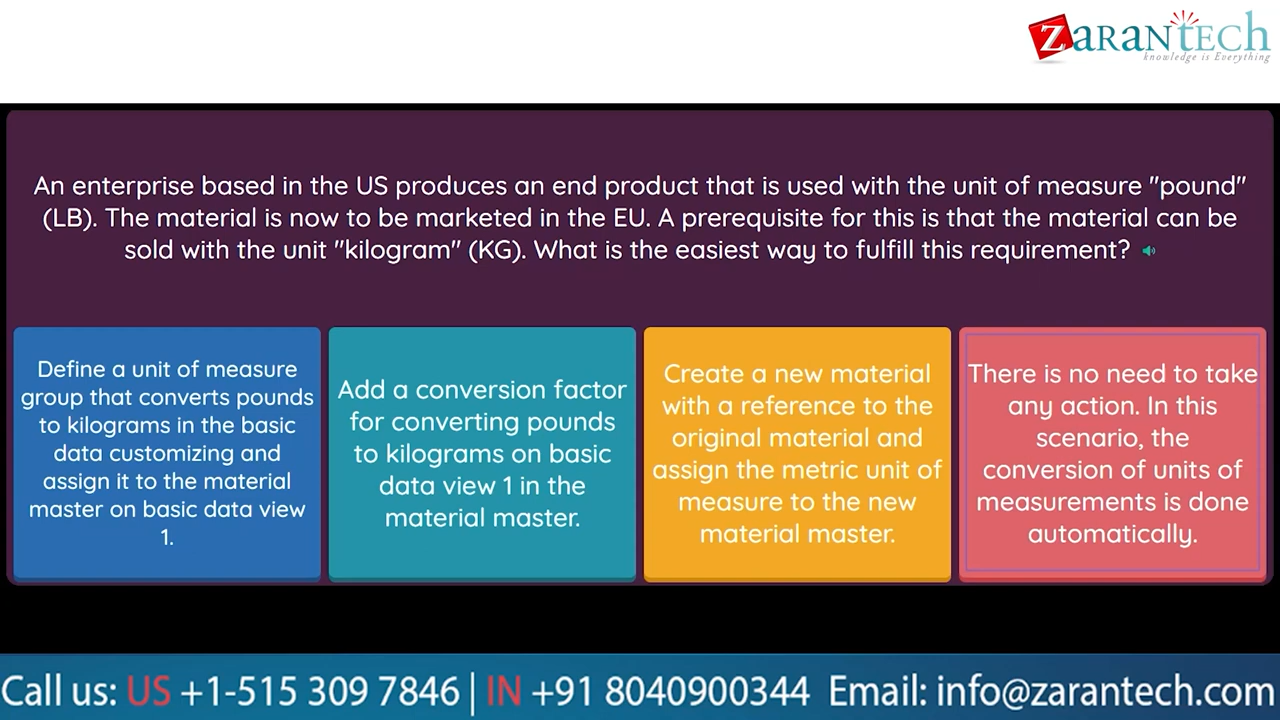 ZARANTECH
knowledge is Everything
An enterprise based in the US produces an end product that is used with the unit of measure "pound"
(LB). The material is now to be marketed in the EU. A prerequisite for this is that the material can be
sold with the unit "kilogram" (KG). What is the easiest way to fulfill this requirement?
Define a unit of measure
group that converts pounds
to kilograms in the basic
data customizing and
assign it to the material
master on basic data view
1.
Add a conversion factor
for converting pounds
to kilograms on basic
data view 1 in the
material master.
Create a new material
with a reference to the
original material and
assign the metric unit of
measure to the new
material master.
There is no need to take
any action. In this
scenario, the
conversion of units of
measurements is done
automatically.
Call us: US +1-515 309 7846 | IN +91 8040900344 Email: info@zarantech.com